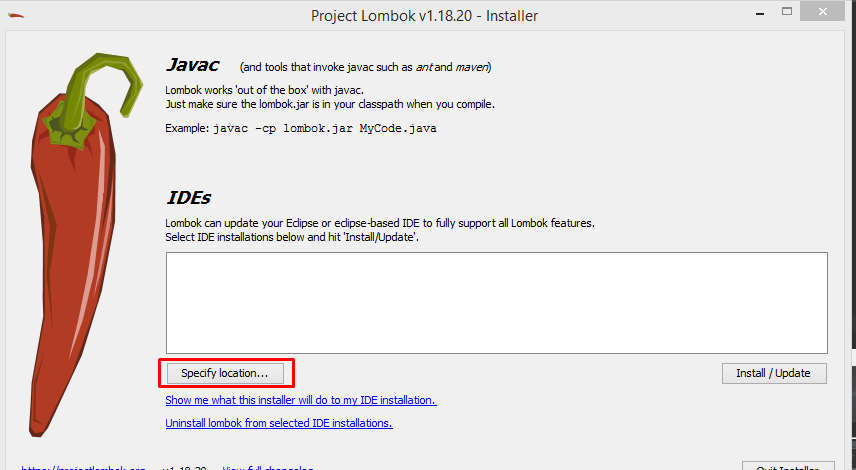 Project Lombok v1.18.20 - Installer
Javac (and tools that invoke javac such as ant and maven)
Lombok works 'out of the box' with javac.
Just make sure the lombok.jar is in your classpath when you compile.
Example: javac -cp lombok.jar MyCode.java
IDEs
Lombok can update your Eclipse or eclipse-based IDE to fully support all Lombok features.
Select IDE installations below and hit 'Install/Update'.
Specify location... Install / Update
Show me what this installer will do to my IDE installation.
Uninstall lombok from selected IDE installations.
https://projectlombok.org v1.18.20 View full changelog Quit Installer